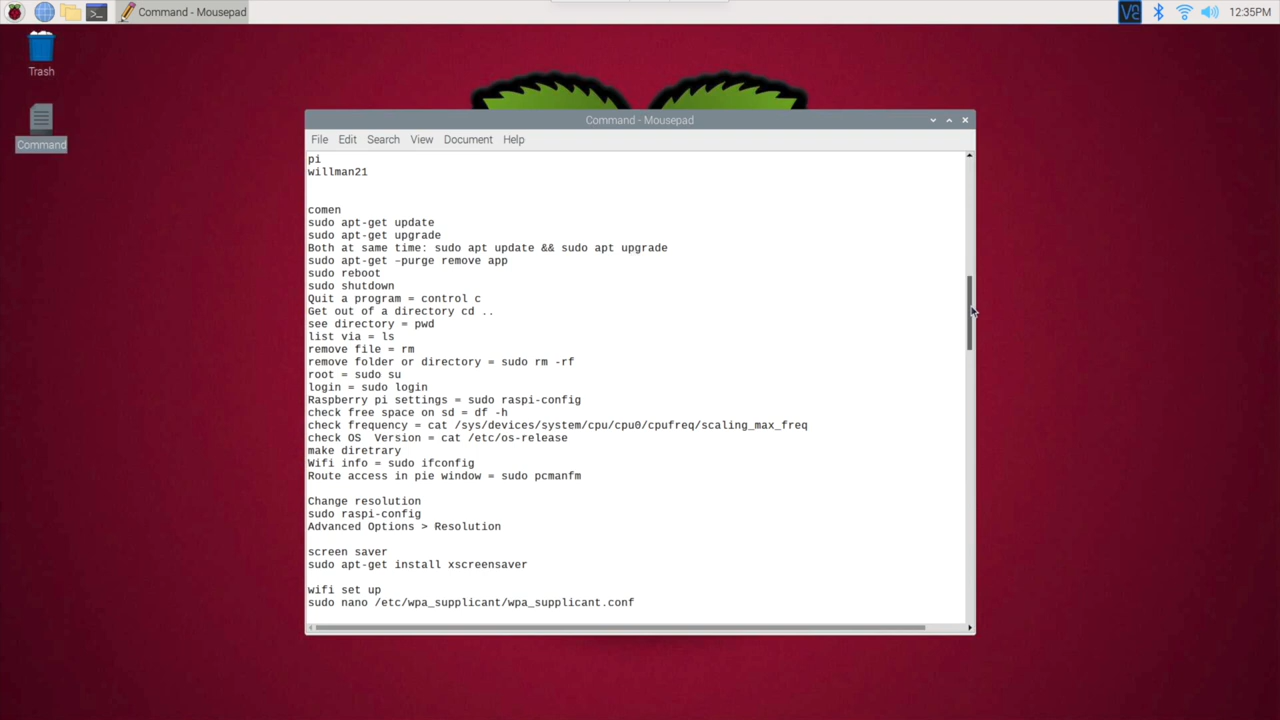 Command - Mousepad
12:35PM
Trash
Command
Command - Mousepad
File Edit Search View Document Help
pi
willman21
comen
sudo apt-get update
sudo apt-get upgrade
Both at same time: sudo apt update && sudo apt upgrade
sudo apt-get –purge remove app
sudo reboot
sudo shutdown
Quit a program = control c
Get out of a directory cd ..
see directory = pwd
list via = ls
remove file = rm
remove folder or directory = sudo rm -rf
root = sudo su
login = sudo login
Raspberry pi settings = sudo raspi-config
check free space on sd = df -h
check frequency = cat /sys/devices/system/cpu/cpu0/cpufreq/scaling_max_freq
check OS  Version = cat /etc/os-release
make diretrary
Wifi info = sudo ifconfig
Route access in pie window = sudo pcmanfm
Change resolution
sudo raspi-config
Advanced Options > Resolution
screen saver
sudo apt-get install xscreensaver
wifi set up
sudo nano /etc/wpa_supplicant/wpa_supplicant.conf